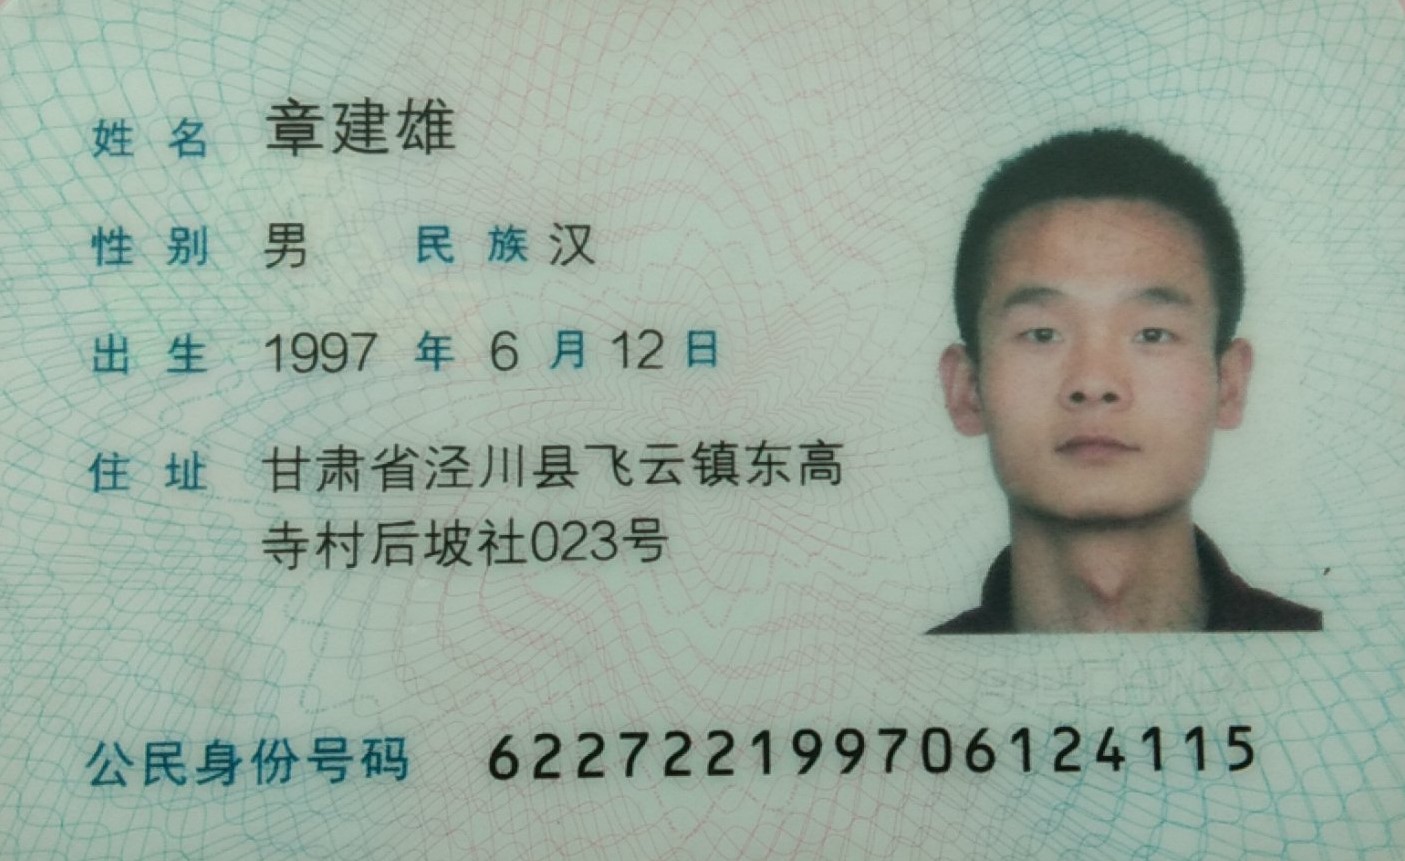 姓名 章建雄
性别 男 民族 汉
出生 1997 年 6 月 12 日
住址 甘肃省泾川县飞云镇东高
寺村后坡社023号
公民身份号码 622722199706124115